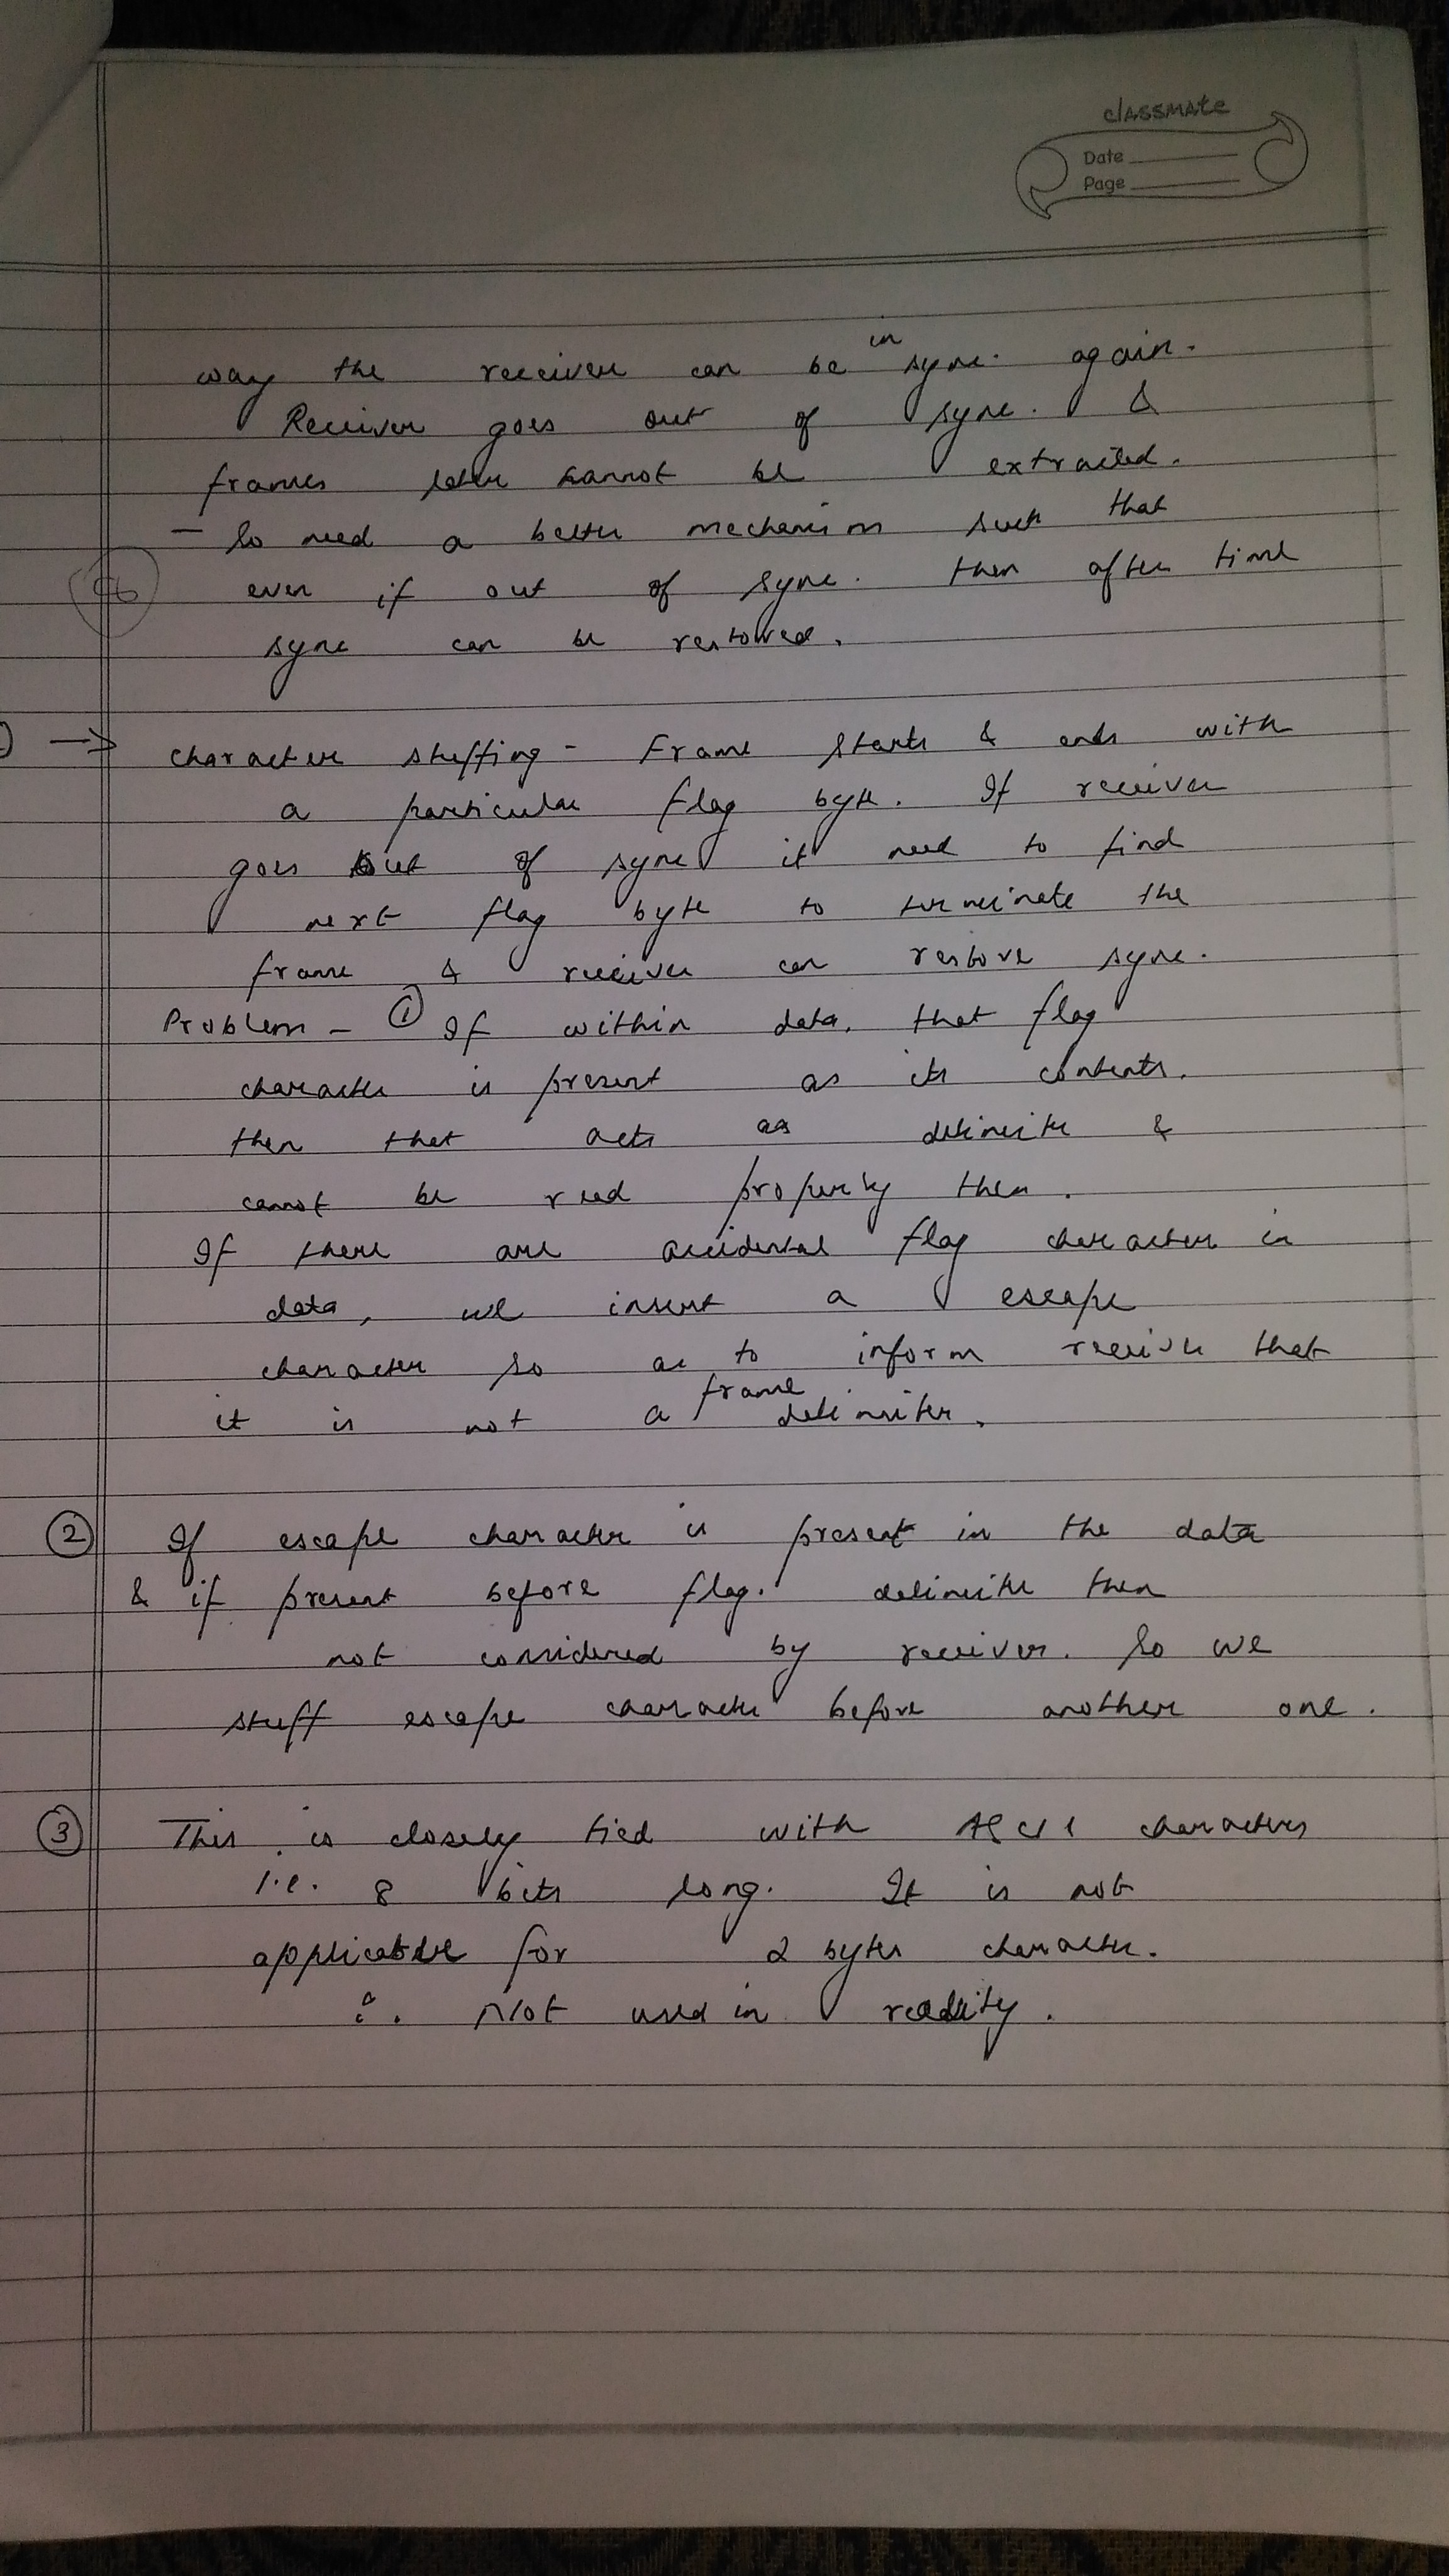 classmate
Date
Page
way the receiver can be in sync. again.
Receiver goes out of sync. &
frames later cannot be extracted.
- So need a better mechanism such that
even if out of sync. then after time
sync can be restored.
→ character stuffing - Frame starts & ends with
a particular flag byte. If receiver
goes out of sync it need to find
next flag byte to terminate the
frame & receiver can restore sync.
Problem - ① If within data, that flag
character is present as its contents.
then that acts as delimiter &
cannot be read properly then.
If there are accidental flag character in
data, we insert a escape
character so as to inform receiver that
it is not a frame delimiter.
② If escape character is present in the data
& if present before flag. delimiter then
not considered by receiver. So we
stuff escape character before another one.
③ This is closely tied with ASCII characters
i.e. 8 bits long. It is not
applicable for 2 bytes character.
∴ Not used in reality.